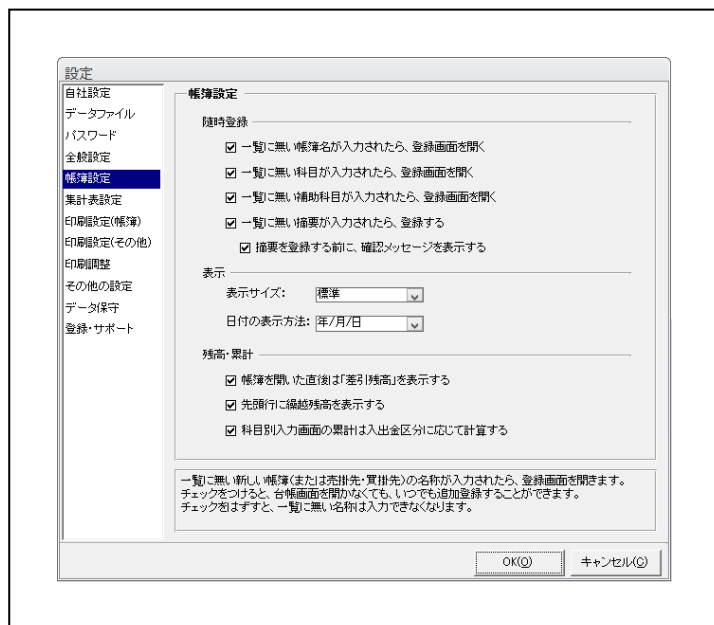 設定
自社設定
データファイル
パスワード
全般設定
帳簿設定
集計表設定
印刷設定(帳簿)
印刷設定(その他)
印刷調整
その他の設定
データ保守
登録・サポート
帳簿設定
随時登録
一覧に無い帳簿名が入力されたら、登録画面を開く
一覧に無い科目が入力されたら、登録画面を開く
一覧に無い補助科目が入力されたら、登録画面を開く
一覧に無い摘要が入力されたら、登録する
摘要を登録する前に、確認メッセージを表示する
表示
表示サイズ: 標準
日付の表示方法: 年/月/日
残高・累計
帳簿を開いた直後は「差引残高」を表示する
先頭行に繰越残高を表示する
科目別入力画面の累計は入出金区分に応じて計算する
一覧に無い新しい帳簿(または売掛先・買掛先)の名称が入力されたら、登録画面を開きます。
チェックをつけると、台帳画面を開かなくても、いつでも追加登録することができます。
チェックをはずすと、一覧に無い名称は入力できなくなります。
OK(O) キャンセル(C)